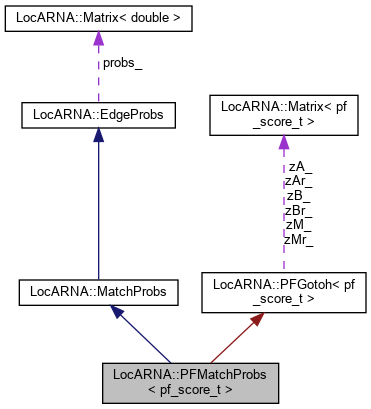 LocARNA::Matrix< double >
probs_
LocARNA::EdgeProbs
LocARNA::Matrix< pf
_score_t >
zA_
zAr_
zB_
zBr_
zM_
zMr_
LocARNA::MatchProbs
LocARNA::PFGotoh< pf
_score_t >
LocARNA::PFMatchProbs
< pf_score_t >